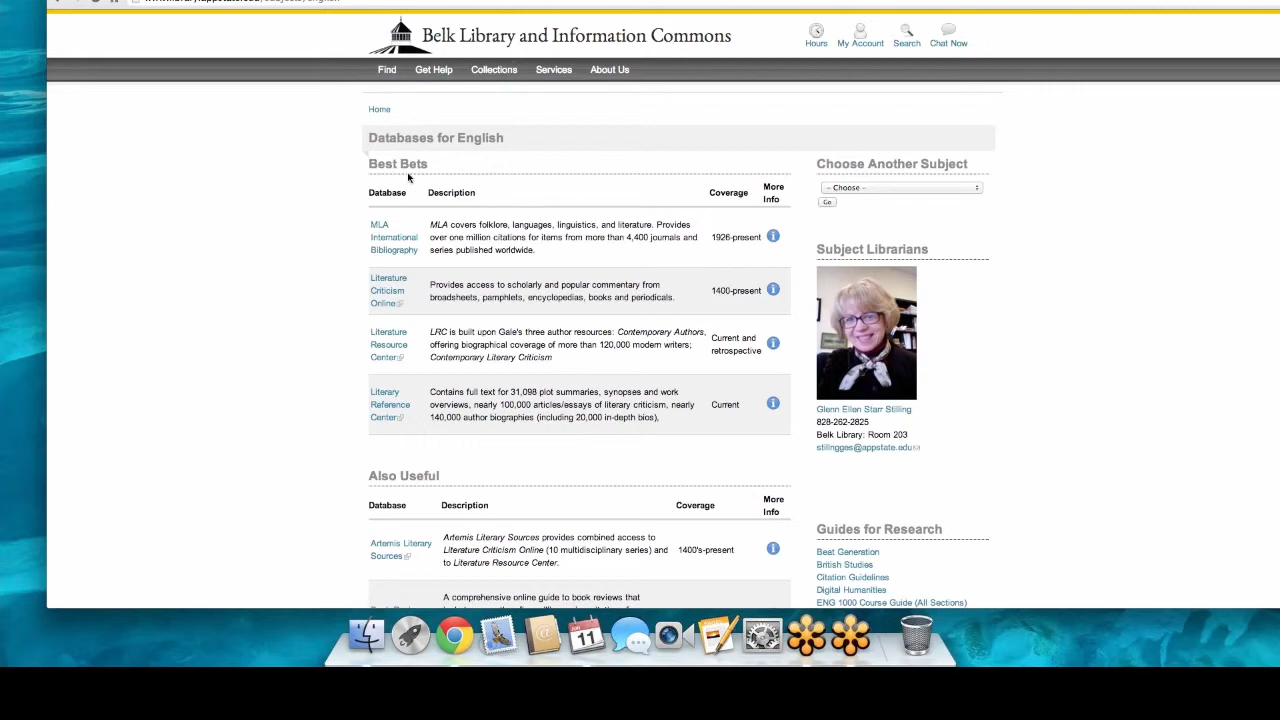 Belk Library and Information Commons
Hours
My Account
Search
Chat Now
Find
Get Help
Collections
Services
About Us
Home
Databases for English
Best Bets
Database
Description
Coverage
More
Info
MLA
International
Bibliography
MLA covers folklore, languages, linguistics, and literature. Provides
over one million citations for items from more than 4,400 journals and
series published worldwide.
1926-present
Literature
Criticism
Online
Provides access to scholarly and popular commentary from
broadsheets, pamphlets, encyclopedias, books and periodicals.
1400-present
Literature
Resource
Center
LRC is built upon Gale's three author resources: Contemporary Authors,
offering biographical coverage of more than 120,000 modern writers;
Contemporary Literary Criticism
Current and
retrospective
Literary
Reference
Center
Contains full text for 31,098 plot summaries, synopses and work
overviews, nearly 100,000 articles/essays of literary criticism, nearly
140,000 author biographies (including 20,000 in-depth bios),
Current
Also Useful
Database
Description
Coverage
More
Info
Artemis Literary
Sources
Artemis Literary Sources provides combined access to
Literature Criticism Online (10 multidisciplinary series) and
to Literature Resource Center.
1400's-present
A comprehensive online guide to book reviews that
Choose Another Subject
-- Choose --
Go
Subject Librarians
Glenn Ellen Starr Stilling
828-262-2825
Belk Library: Room 203
stillngges@appstate.edu
Guides for Research
Beat Generation
British Studies
Citation Guidelines
Digital Humanities
ENG 1000 Course Guide (All Sections)
11